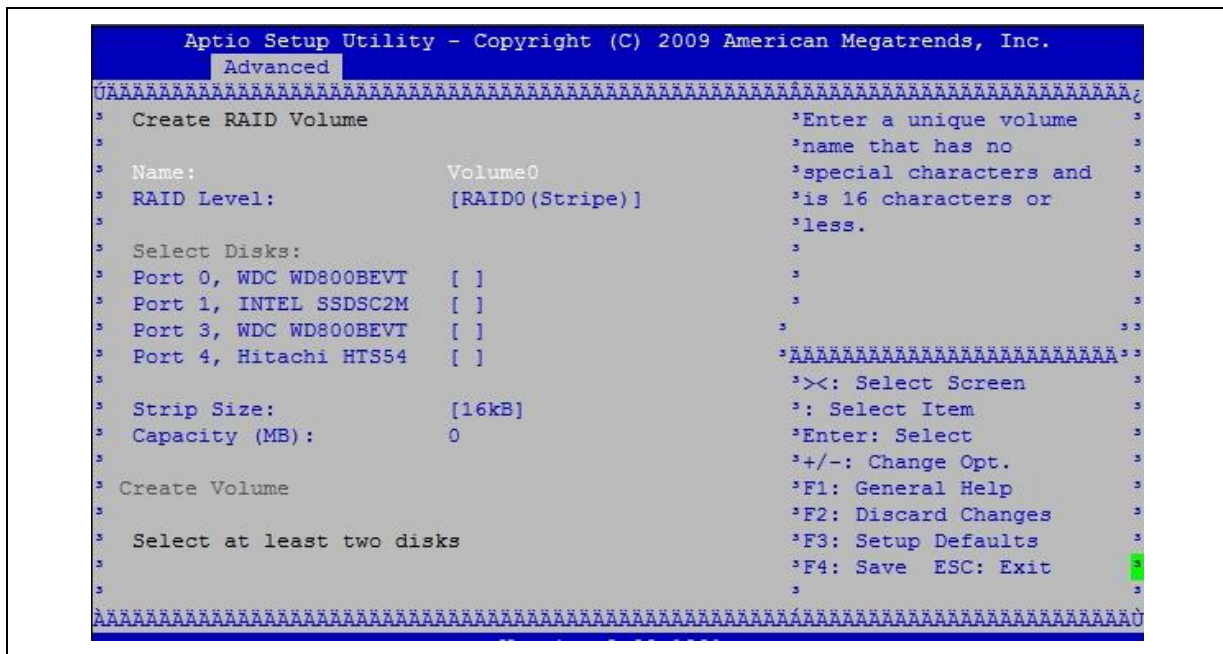 Aptio Setup Utility - Copyright (C) 2009 American Megatrends, Inc.
Advanced
Create RAID Volume
Name: Volume0
RAID Level: [RAID0(Stripe)]
Select Disks:
Port 0, WDC WD800BEVT [ ]
Port 1, INTEL SSDSC2M [ ]
Port 3, WDC WD800BEVT [ ]
Port 4, Hitachi HTS54 [ ]
Strip Size: [16kB]
Capacity (MB): 0
Create Volume
Select at least two disks
Enter a unique volume
name that has no
special characters and
is 16 characters or
less.
><: Select Screen
: Select Item
Enter: Select
+/-: Change Opt.
F1: General Help
F2: Discard Changes
F3: Setup Defaults
F4: Save ESC: Exit